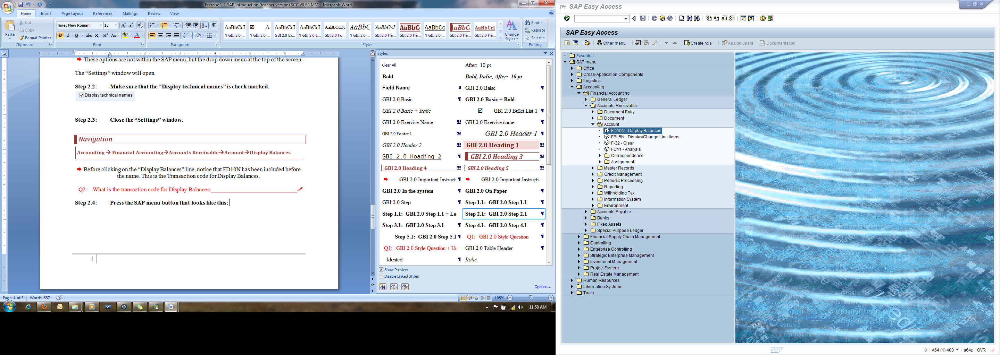 Exercise 1-1 SAP Introduction (teacher version) SCC V0 R0 MM - Microsoft Word
Home Insert Page Layout References Mailings Review View
Paste
Cut
Copy
Format Painter
Clipboard
Times New Roman 12
Font
Paragraph
AaBbCcI AaBbCcI AaBbCcI AaBbCcDd AaBbC AaBbCcL AaBbCc AaBbCc AaBbCc AaBbCcI
¶ GBI 2.0 ... ¶ GBI 2.0 ... GBI 2.0 Ex... ¶ GBI 2.0 E... GBI 2.0 Fo... ¶ GBI 2.0 ... GBI 2.0 He... GBI 2.0 He... ¶ GBI 2.0 ... GBI 2.0 He... GBI 2.0 He...
Change Styles
Styles
Find
Replace
Select
Editing
These options are not within the SAP menu, but the drop down menu at the top of the screen.
The “Settings” window will open.
Step 2.2: Make sure that the “Display technical names” is check marked.
Display technical names
Step 2.3: Close the “Settings” window.
Navigation
Accounting → Financial Accounting→Accounts Receivable→Account→Display Balances
Before clicking on the “Display Balances” line, notice that FD10N has been included before
the name. This is the Transaction code for Display Balances.
Q2: What is the transaction code for Display Balances:
Step 2.4: Press the SAP menu button that looks like this:
4
Styles
Clear All After: 10 pt
Bold Bold, Italic, After: 10 pt
Field Name a GBI 2.0 Baisc ¶
GBI 2.0 Basic ¶ GBI 2.0 Basic + Bold
GBI 2.0 Basic + Italic GBI 2.0 Bullet List 1 ¶
GBI 2.0 Exercise Name ¶a GBI 2.0 Exercise name ¶
GBI 2.0 Footer 1 ¶a GBI 2.0 Header 1 ¶
GBI 2.0 Header 2 ¶a GBI 2.0 Heading 1 ¶a
GBI 2.0 Heading 2 ¶ GBI 2.0 Heading 3 ¶a
GBI 2.0 Heading 4 ¶a GBI 2.0 Heading 5 ¶a
GBI 2.0 Important Instructi ¶ GBI 2.0 Important Instructi
GBI 2.0 In the system ¶ GBI 2.0 On Paper ¶
GBI 2.0 Step ¶ Step 1.1: GBI 2.0 Step 1.1 ¶
Step 1.1: GBI 2.0 Step 1.1 + Le Step 2.1: GBI 2.0 Step 2.1 ¶
Step 3.1: GBI 2.0 Step 3.1 ¶ Step 4.1: GBI 2.0 Step 4.1 ¶
Step 5.1: GBI 2.0 Step 5.1 ¶ Q1: GBI 2.0 Style Question ¶
Q1: GBI 2.0 Style Question + Ur GBI 2.0 Table Header ¶
Idented ¶ Italic
Show Preview
Disable Linked Styles
Options...
Page: 4 of 5 Words: 637
105%
11:58 AM
SAP Easy Access
SAP Easy Access
Other menu Create role Assign users Documentation
Favorites
SAP menu
Office
Cross-Application Components
Logistics
Accounting
Financial Accounting
General Ledger
Accounts Receivable
Document Entry
Document
Account
FD10N - Display Balances
FBL5N - Display/Change Line Items
F-32 - Clear
FD11 - Analysis
Correspondence
Assignment
Master Records
Credit Management
Periodic Processing
Reporting
Withholding Tax
Information System
Environment
Accounts Payable
Banks
Fixed Assets
Special Purpose Ledger
Financial Supply Chain Management
Controlling
Enterprise Controlling
Strategic Enterprise Management
Investment Management
Project System
Real Estate Management
Human Resources
Information Systems
Tools
SAP
A64 (1) 400 a64z OVR